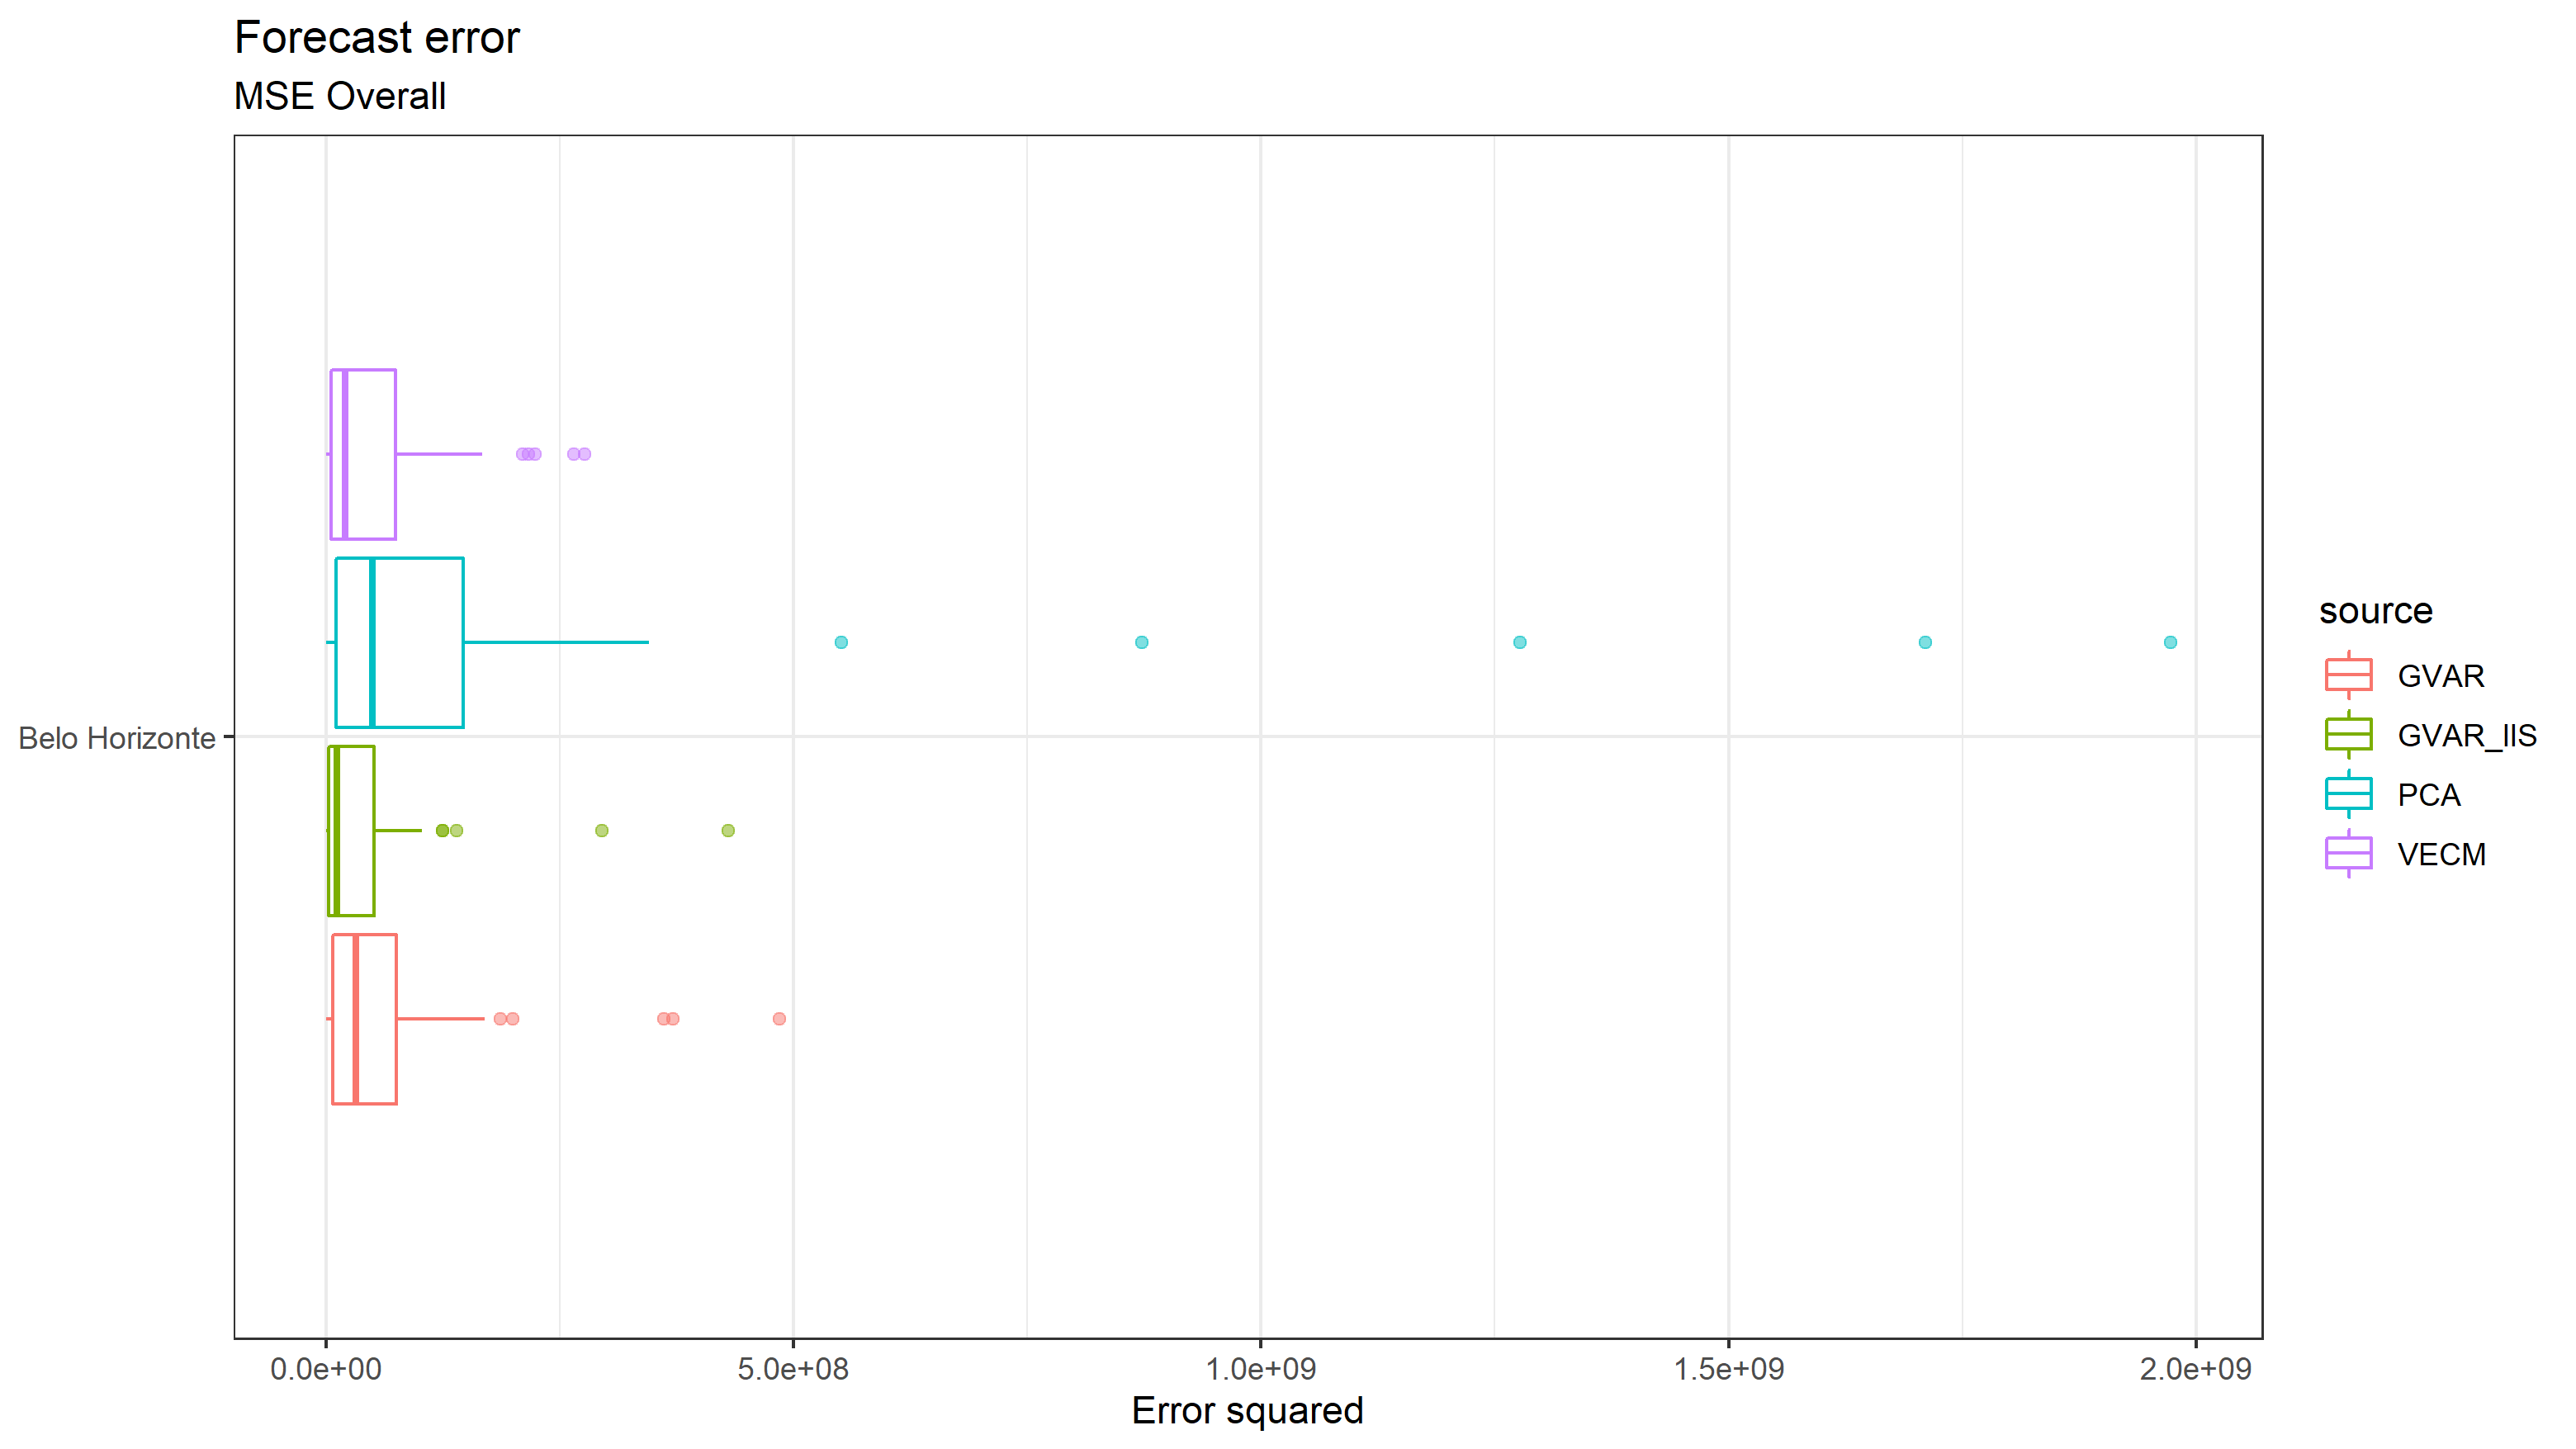 Forecast error
MSE Overall
Belo Horizonte
0.0e+00
5.0e+08
1.0e+09
1.5e+09
2.0e+09
Error squared
source
GVAR
GVAR_IIS
PCA
VECM